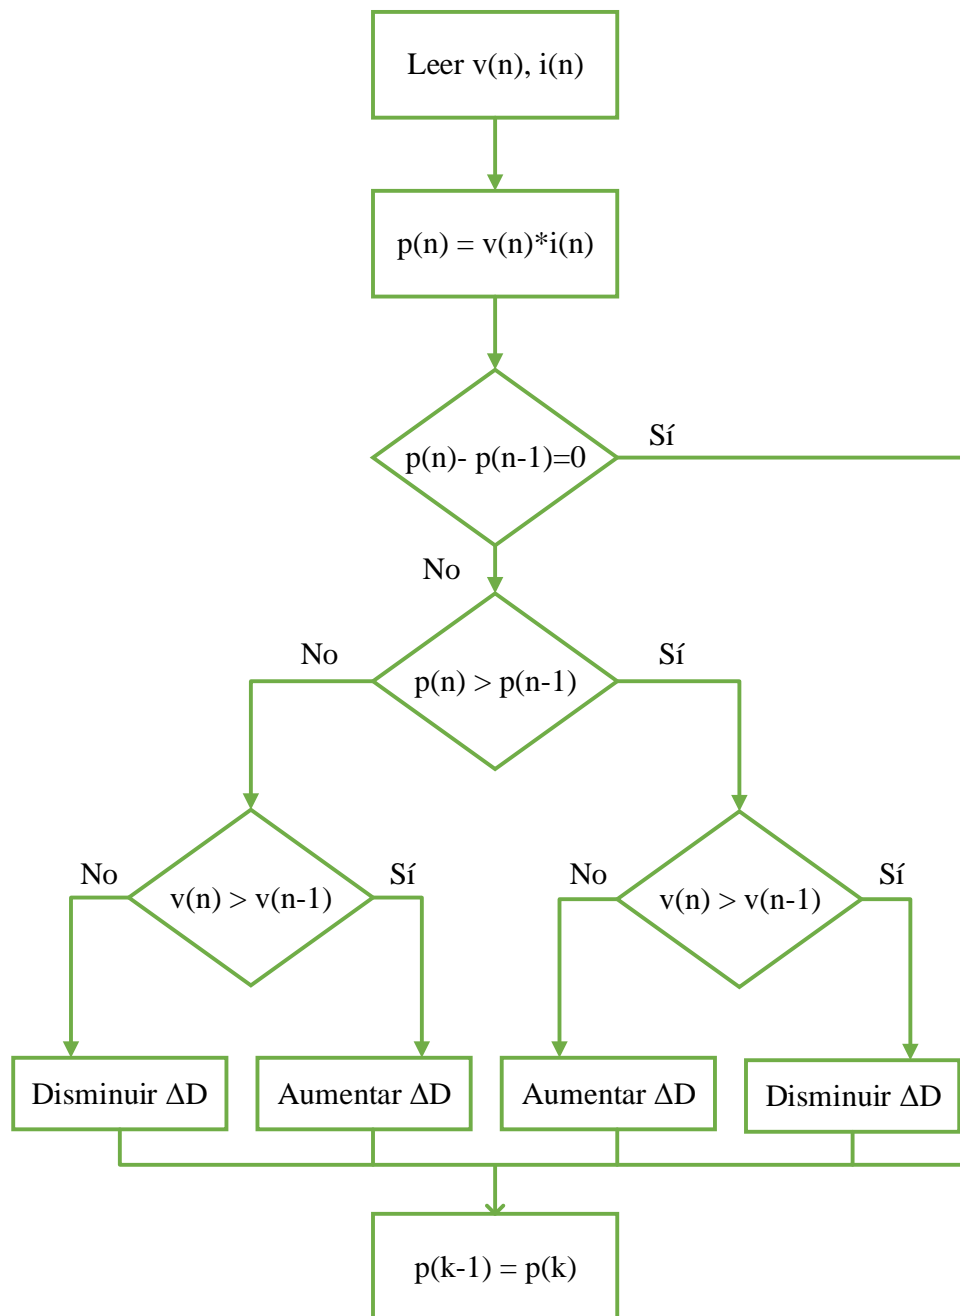 Leer v(n), i(n)
p(n) = v(n)*i(n)
Sí
p(n)- p(n-1)=0
No
No
Sí
p(n) > p(n-1)
No
Sí
No
Sí
v(n) > v(n-1)
v(n) > v(n-1)
Disminuir ΔD
Aumentar ΔD
Aumentar ΔD
Disminuir ΔD
p(k-1) = p(k)